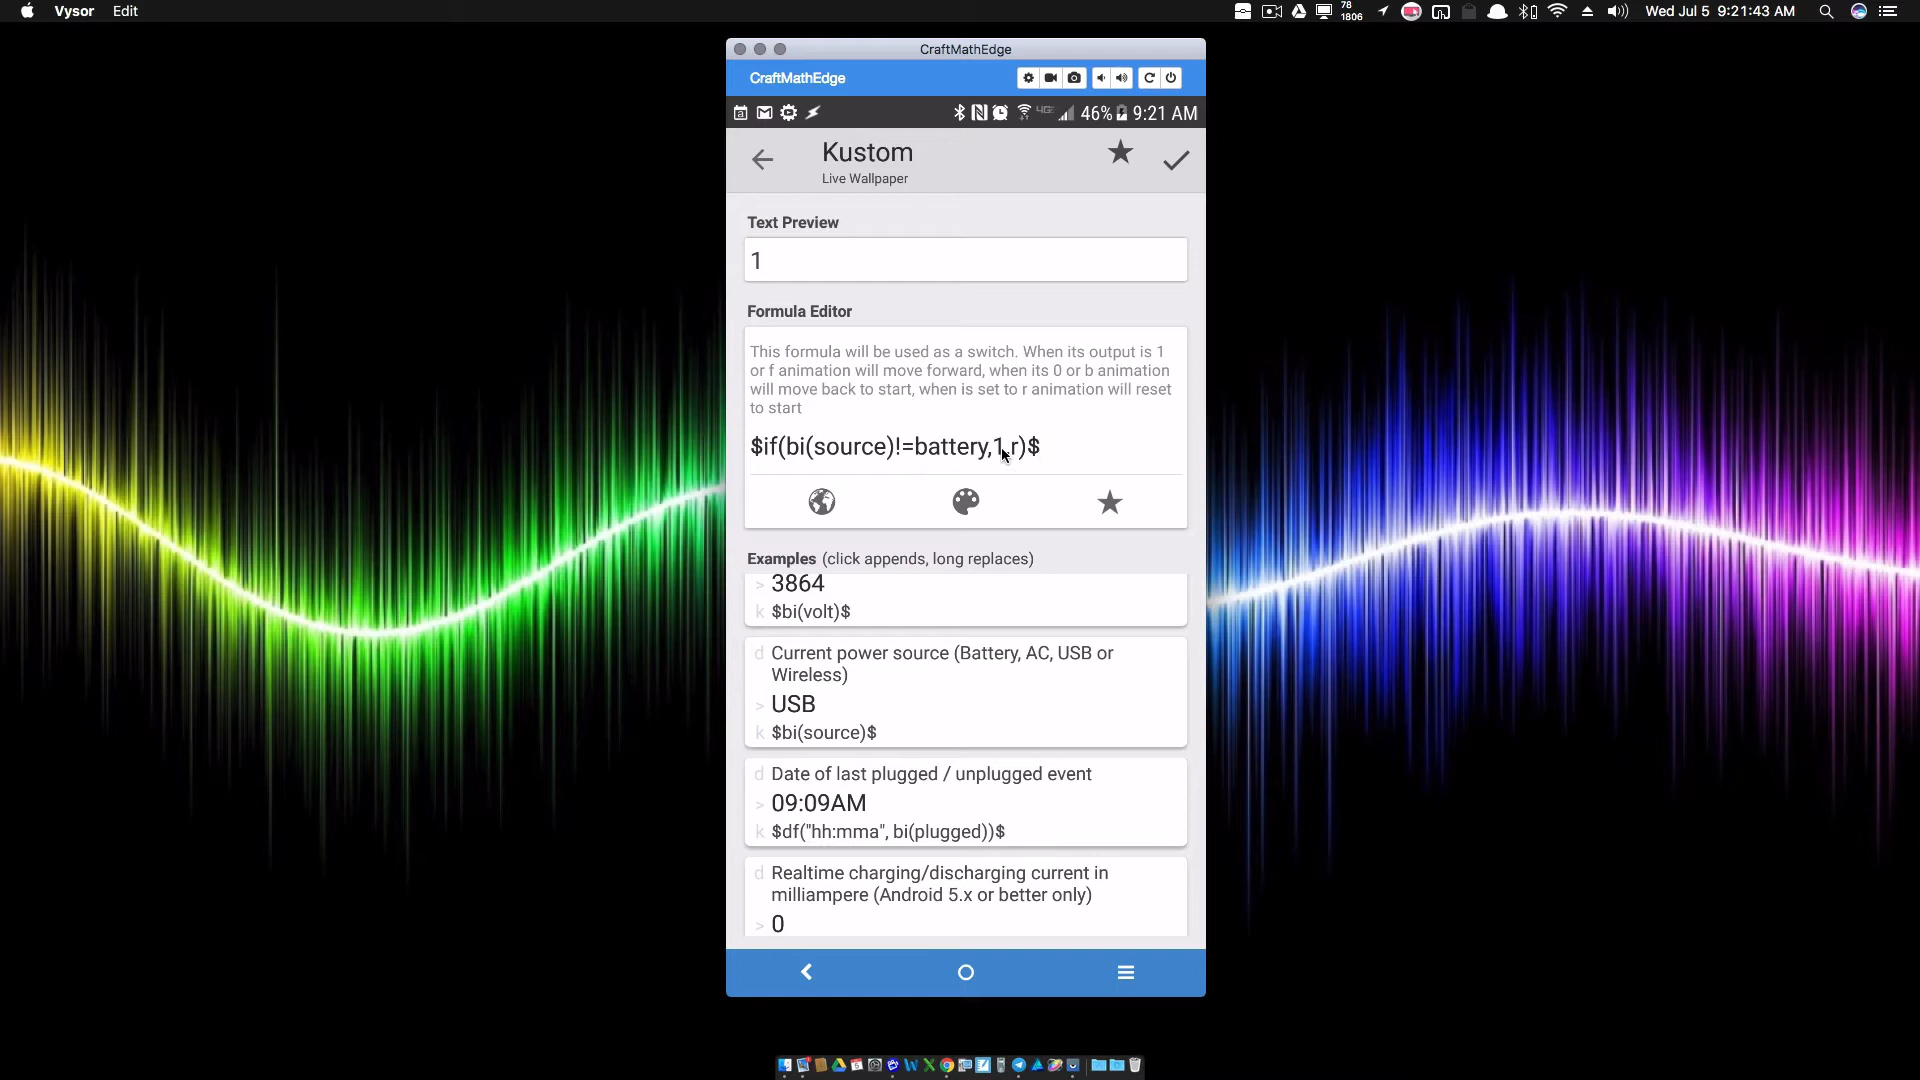 Vysor Edit
78
1806
Wed Jul 5 9:21:43 AM
CraftMathEdge
CraftMathEdge
46% 9:21 AM
Kustom
Live Wallpaper
Text Preview
1
Formula Editor
This formula will be used as a switch. When its output is 1
or f animation will move forward, when its 0 or b animation
will move back to start, when is set to r animation will reset
to start
$if(bi(source)!=battery,1,r)$
Examples (click appends, long replaces)
> 3864
k $bi(volt)$
d Current power source (Battery, AC, USB or
Wireless)
> USB
k $bi(source)$
d Date of last plugged / unplugged event
> 09:09AM
k $df("hh:mma", bi(plugged))$
d Realtime charging/discharging current in
milliampere (Android 5.x or better only)
> 0